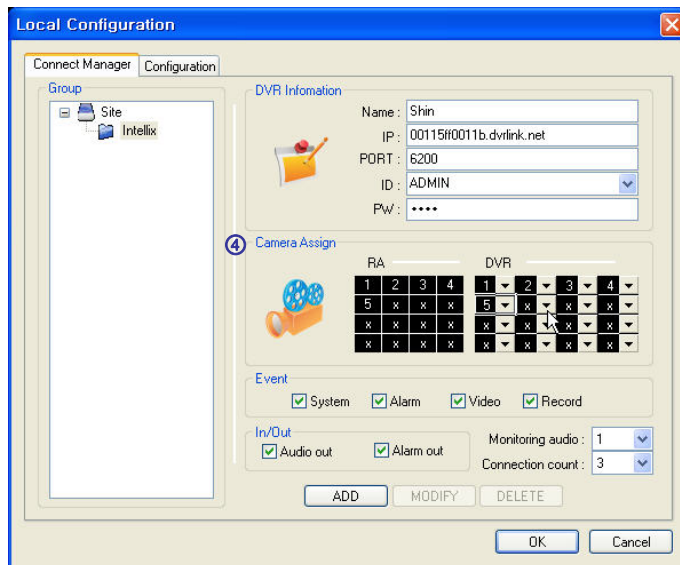 Local Configuration
Connect Manager Configuration
Group
Site
Intellix
DVR Infomation
Name : Shin
IP : 00115ff0011b.dvrlink.net
PORT : 6200
ID : ADMIN
PW : ••••
④ Camera Assign
RA DVR
1 2 3 4 1 2 3 4
5 x x x 5 x x x
x x x x x x x x
x x x x x x x x
Event
System Alarm Video Record
In/Out
Audio out Alarm out
Monitoring audio : 1
Connection count : 3
ADD MODIFY DELETE
OK Cancel